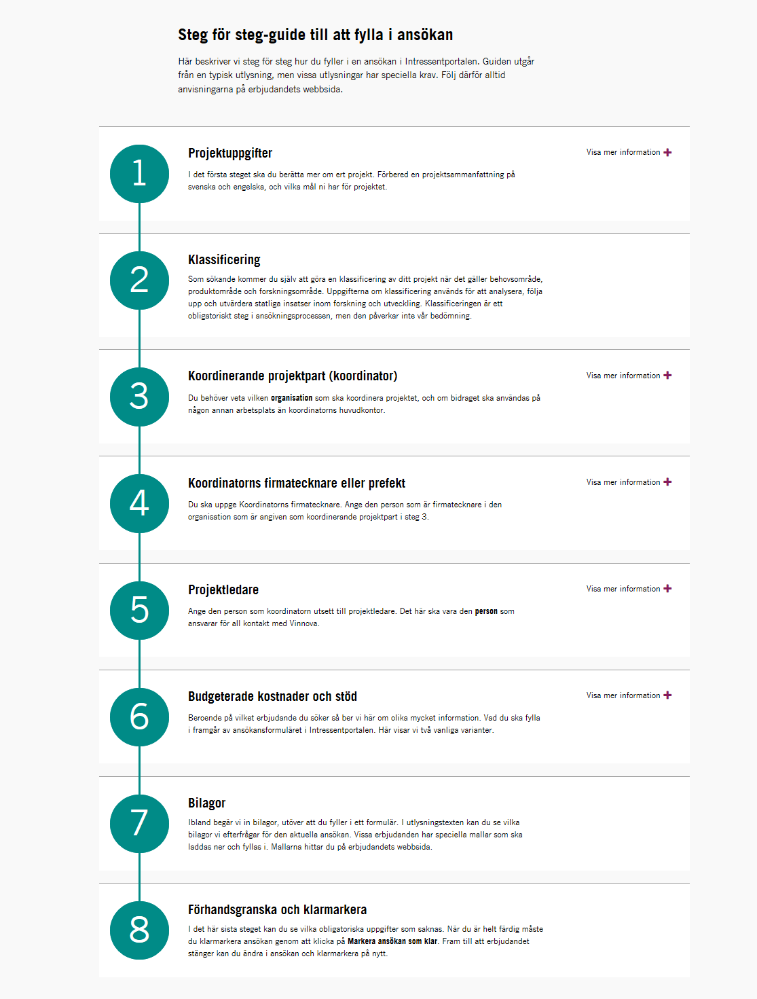 Steg för steg-guide till att fylla i ansökan
Här beskriver vi steg för steg hur du fyller i en ansökan i Intressentportalen. Guiden utgår
från en typisk utlysning, men vissa utlysningar har speciella krav. Följ därför alltid
anvisningarna på erbjudandets webbsida.
1
Projektuppgifter
Visa mer information
I det första steget ska du berätta mer om ert projekt. Förbered en projektsammanfattning på
svenska och engelska, och vilka mål ni har för projektet.
2
Klassificering
Som sökande kommer du själv att göra en klassificering av ditt projekt när det gäller behovsområde,
produktområde och forskningsområde. Uppgifterna om klassificering används för att analysera, följa
upp och utvärdera statliga insatser inom forskning och utveckling. Klassificeringen är ett
obligatoriskt steg i ansökningsprocessen, men den påverkar inte vår bedömning.
3
Koordinerande projektpart (koordinator)
Visa mer information
Du behöver veta vilken organisation som ska koordinera projektet, och om bidraget ska användas på
någon annan arbetsplats än koordinatorns huvudkontor.
4
Koordinatorns firmatecknare eller prefekt
Visa mer information
Du ska uppge Koordinatorns firmatecknare. Ange den person som är firmatecknare i den
organisation som är angiven som koordinerande projektpart i steg 3.
5
Projektledare
Visa mer information
Ange den person som koordinatorn utsett till projektledare. Det här ska vara den person som
ansvarar för all kontakt med Vinnova.
6
Budgeterade kostnader och stöd
Visa mer information
Beroende på vilket erbjudande du söker så ber vi här om olika mycket information. Vad du ska fylla
i framgår av ansökansformuläret i Intressentportalen. Här visar vi två vanliga varianter.
7
Bilagor
Ibland begär vi in bilagor, utöver att du fyller i ett formulär. I utlysningstexten kan du se vilka
bilagor vi efterfrågar för den aktuella ansökan. Vissa erbjudanden har speciella mallar som ska
laddas ner och fyllas i. Mallarna hittar du på erbjudandets webbsida.
8
Förhandsgranska och klarmarkera
I det här sista steget kan du se vilka obligatoriska uppgifter som saknas. När du är helt färdig måste
du klarmarkera ansökan genom att klicka på Markera ansökan som klar. Fram till att erbjudandet
stänger kan du ändra i ansökan och klarmarkera på nytt.